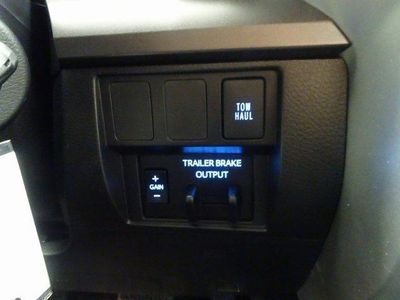 TOW
HAUL
TRAILER BRAKE
OUTPUT
+
GAIN
-